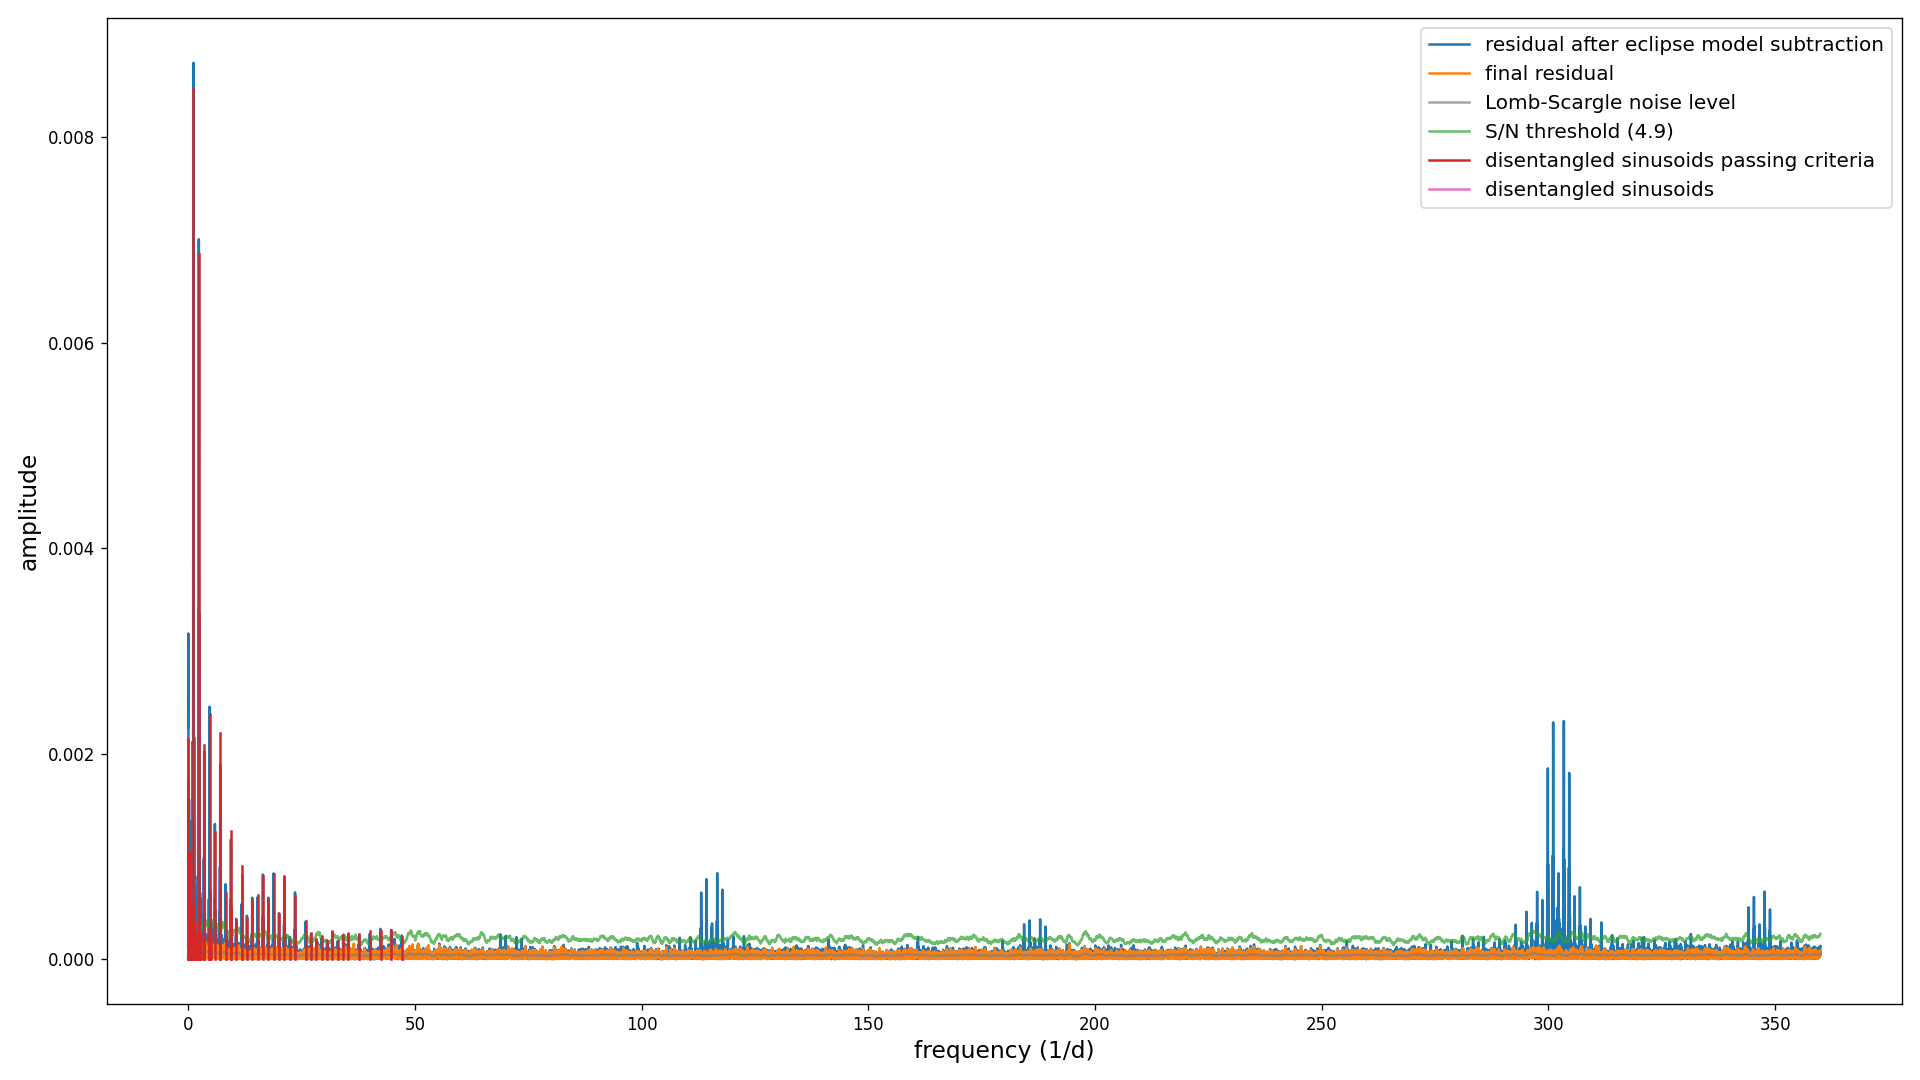 residual after eclipse model subtraction
final residual
Lomb-Scargle noise level
S/N threshold (4.9)
disentangled sinusoids passing criteria
disentangled sinusoids
0.008
0.006
0.004
0.002
0.000
amplitude
0 50 100 150 200 250 300 350
frequency (1/d)